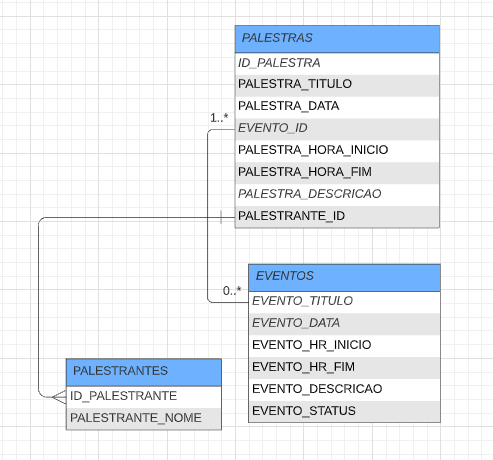 PALESTRAS
ID_PALESTRA
PALESTRA_TITULO
PALESTRA_DATA
1..*
EVENTO_ID
PALESTRA_HORA_INICIO
PALESTRA_HORA_FIM
PALESTRA_DESCRICAO
PALESTRANTE_ID
EVENTOS
0..*
EVENTO_TITULO
EVENTO_DATA
EVENTO_HR_INICIO
EVENTO_HR_FIM
EVENTO_DESCRICAO
EVENTO_STATUS
PALESTRANTES
ID_PALESTRANTE
PALESTRANTE_NOME